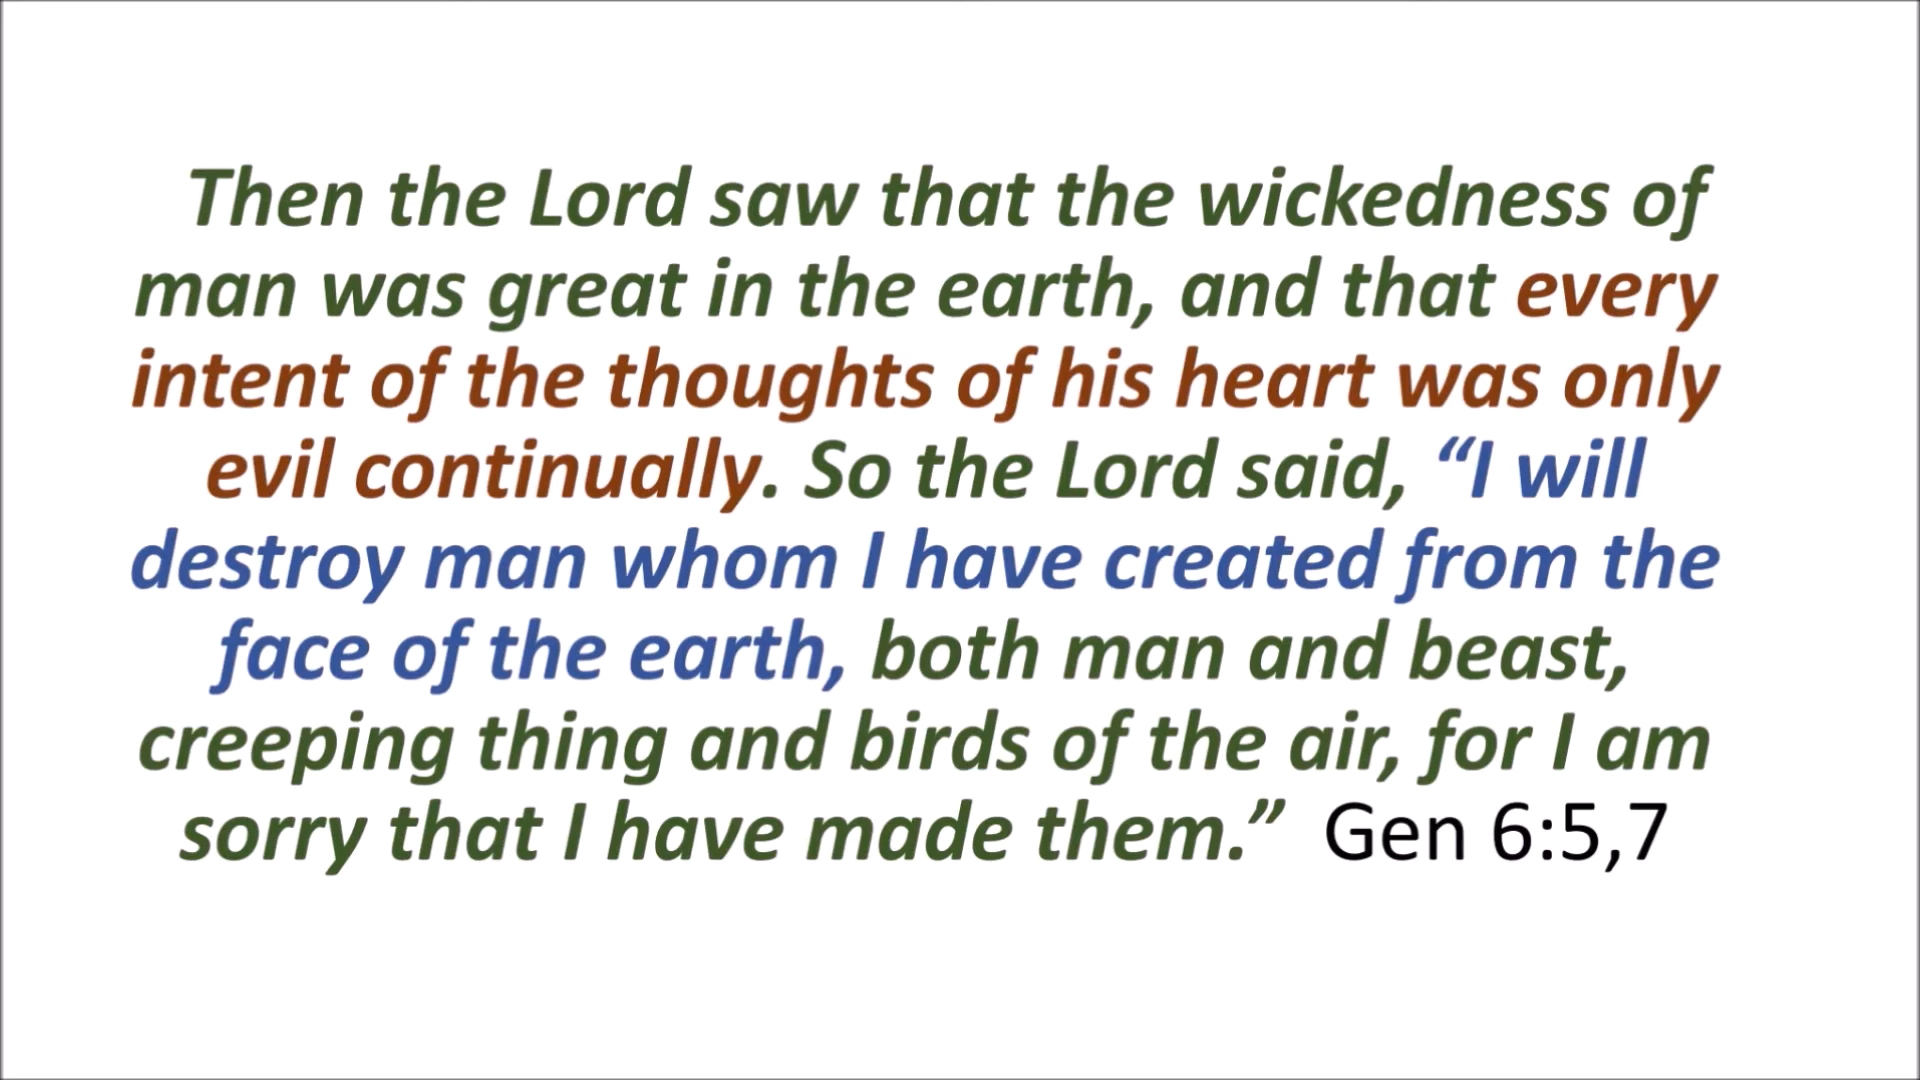 Then the Lord saw that the wickedness of
man was great in the earth, and that every
intent of the thoughts of his heart was only
evil continually. So the Lord said, “I will
destroy man whom I have created from the
face of the earth, both man and beast,
creeping thing and birds of the air, for I am
sorry that I have made them.” Gen 6:5,7